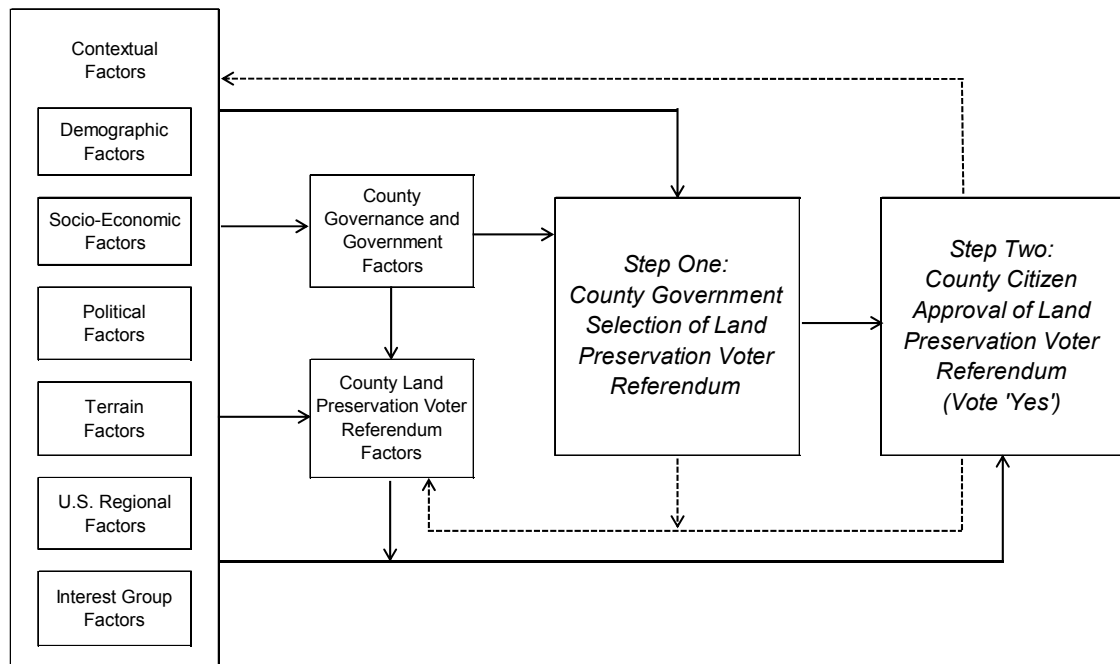 Contextual
Factors
Demographic
Factors
Socio-Economic
Factors
Political
Factors
Terrain
Factors
U.S. Regional
Factors
Interest Group
Factors
County
Governance and
Government
Factors
County Land
Preservation Voter
Referendum
Factors
Step One:
County Government
Selection of Land
Preservation Voter
Referendum
Step Two:
County Citizen
Approval of Land
Preservation Voter
Referendum
(Vote 'Yes')